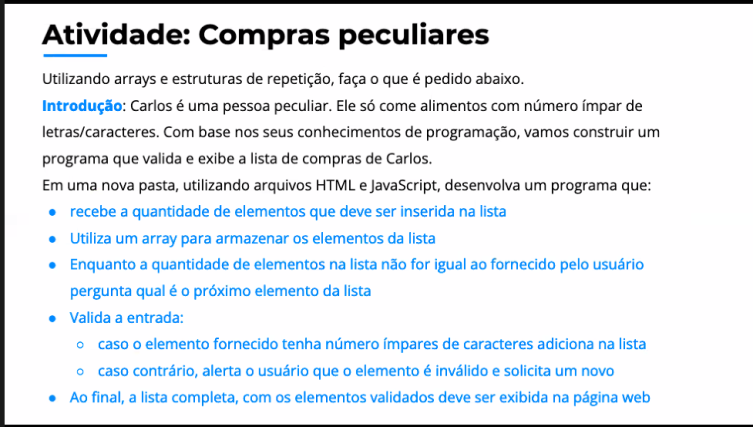 Atividade: Compras peculiares
Utilizando arrays e estruturas de repetição, faça o que é pedido abaixo.
Introdução: Carlos é uma pessoa peculiar. Ele só come alimentos com número ímpar de
letras/caracteres. Com base nos seus conhecimentos de programação, vamos construir um
programa que valida e exibe a lista de compras de Carlos.
Em uma nova pasta, utilizando arquivos HTML e JavaScript, desenvolva um programa que:
● recebe a quantidade de elementos que deve ser inserida na lista
● Utiliza um array para armazenar os elementos da lista
● Enquanto a quantidade de elementos na lista não for igual ao fornecido pelo usuário
pergunta qual é o próximo elemento da lista
● Valida a entrada:
○ caso o elemento fornecido tenha número ímpares de caracteres adiciona na lista
○ caso contrário, alerta o usuário que o elemento é inválido e solicita um novo
● Ao final, a lista completa, com os elementos validados deve ser exibida na página web